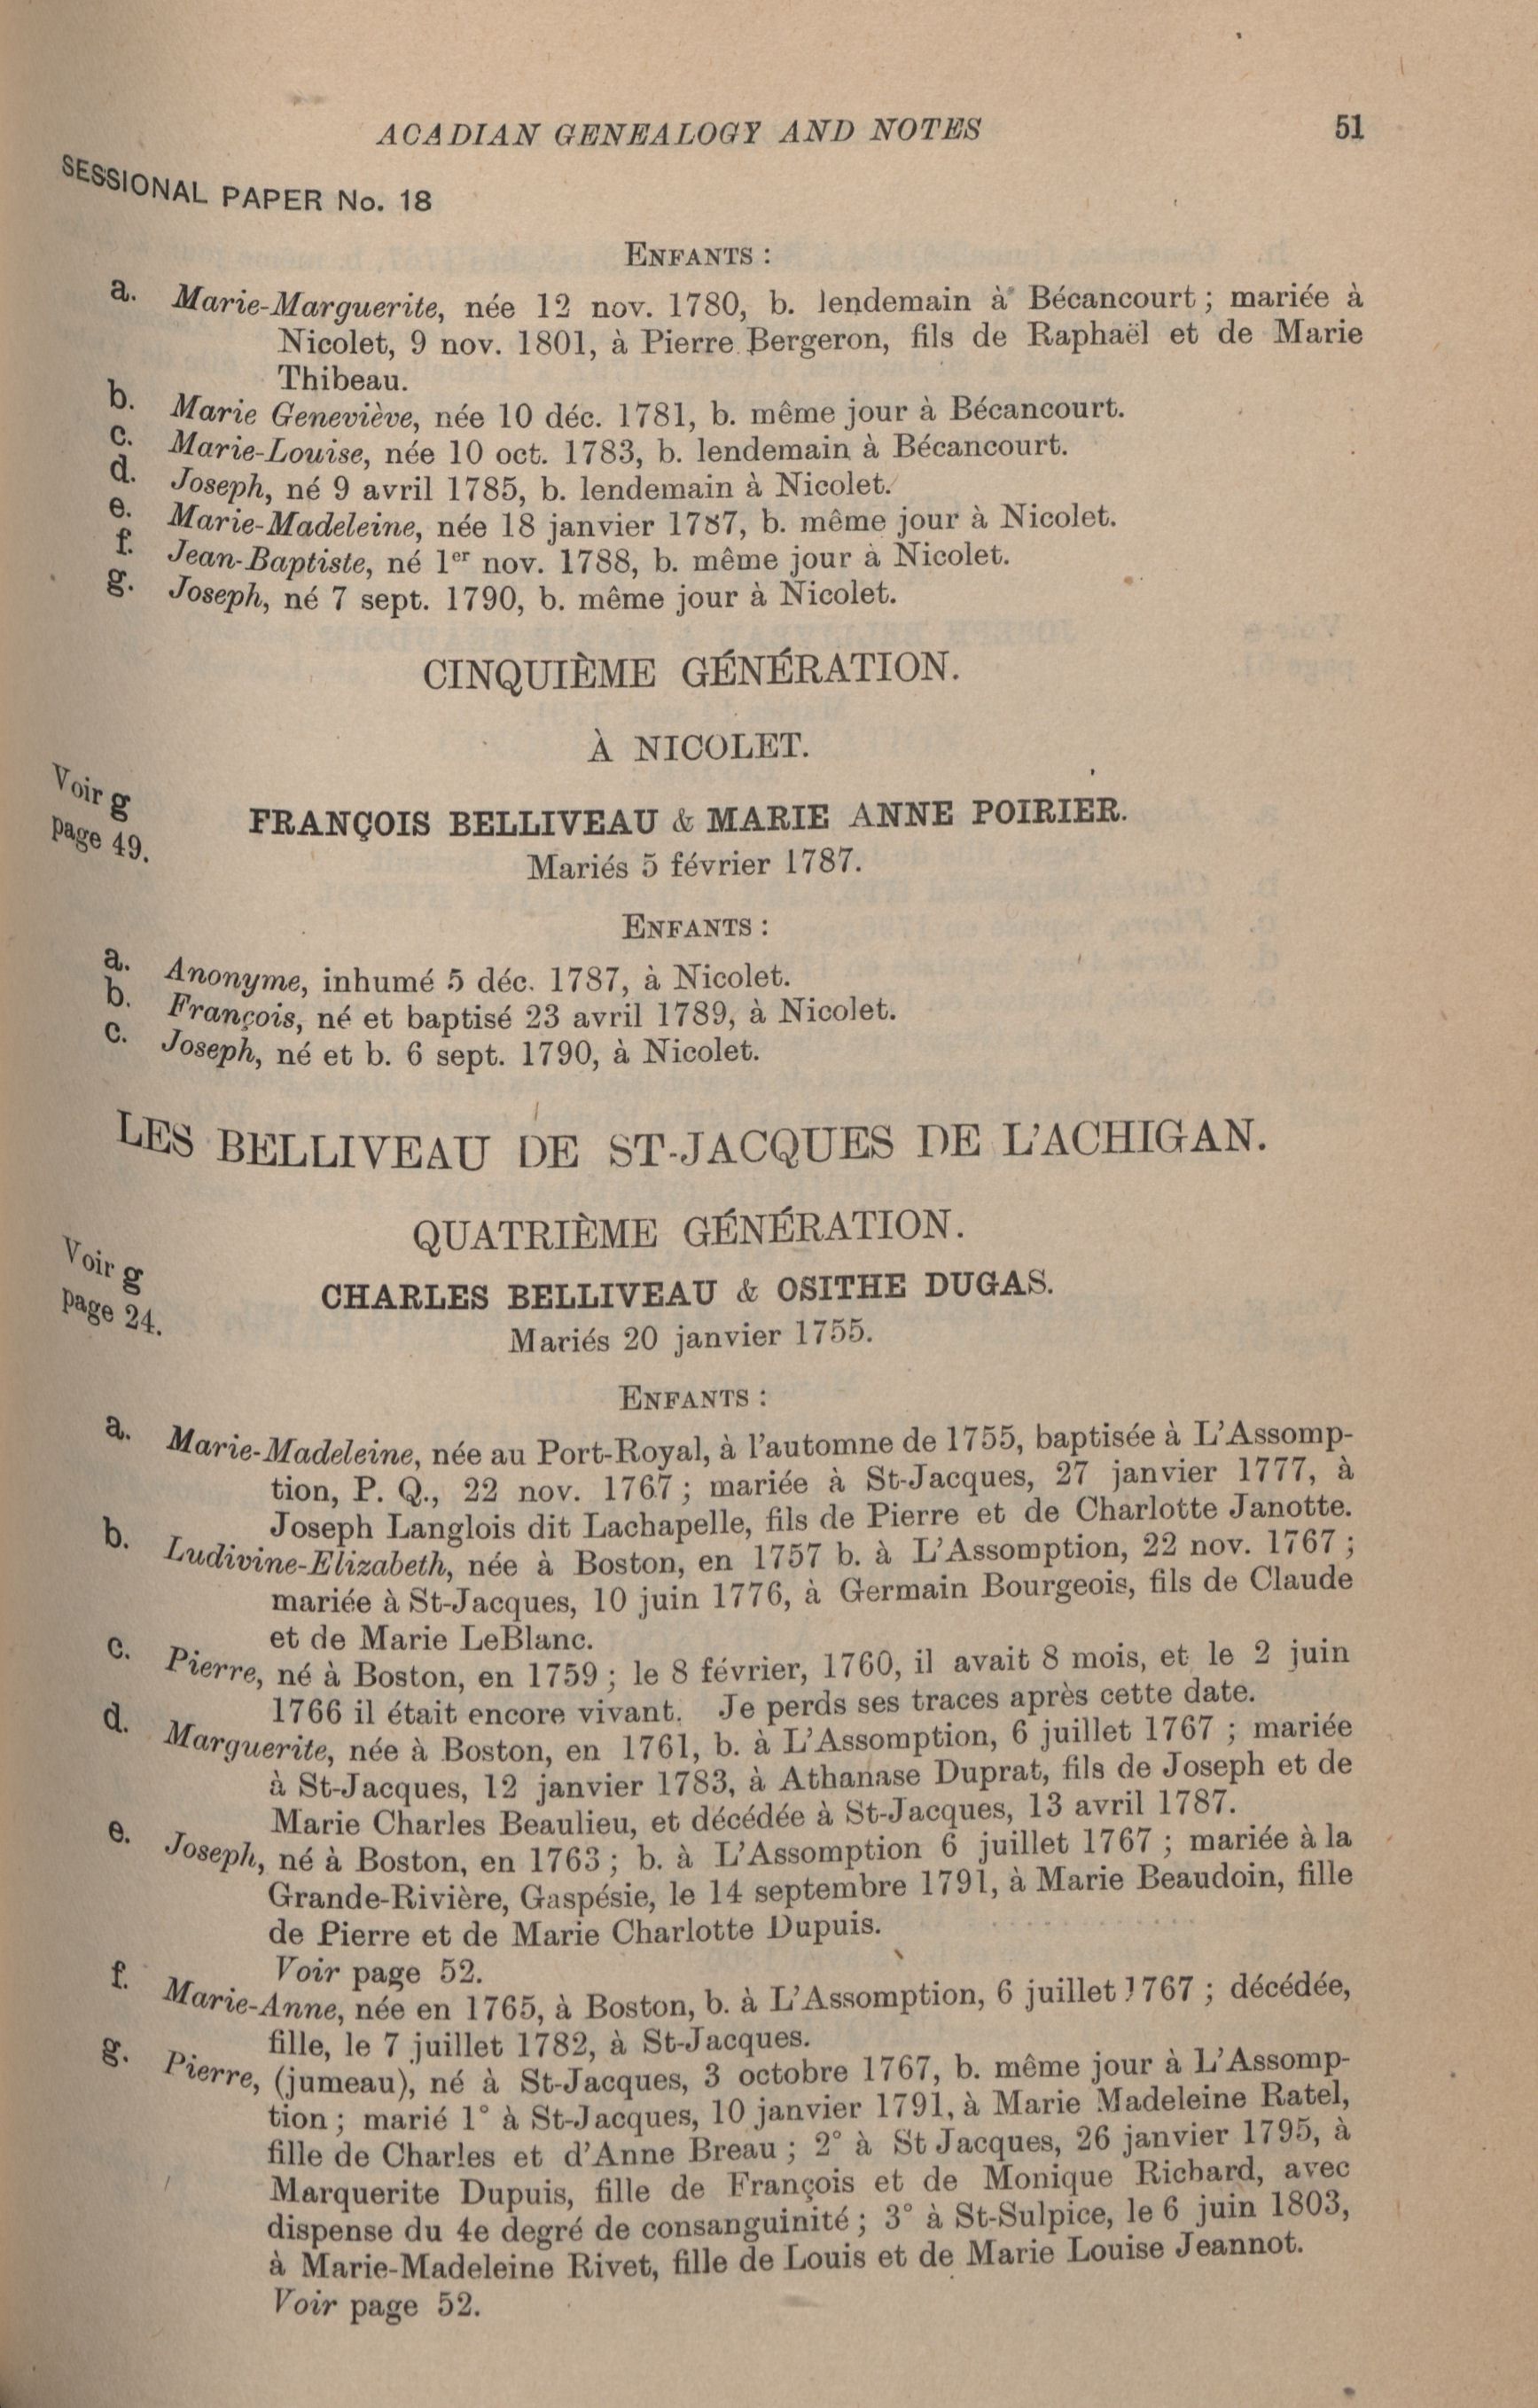 ACADIAN GENEALOGY AND NOTES 51
SESSIONAL PAPER No. 18
ENFANTS :
a. Marie-Marguerite, née 12 nov. 1780, b. lendemain à Bécancourt ; mariée à
Nicolet, 9 nov. 1801, à Pierre Bergeron, fils de Raphaël et de Marie
Thibeau.
b. Marie Geneviève, née 10 déc. 1781, b. même jour à Bécancourt.
c. Marie-Louise, née 10 oct. 1783, b. lendemain à Bécancourt.
d. Joseph, né 9 avril 1785, b. lendemain à Nicolet.
e. Marie-Madeleine, née 18 janvier 1787, b. même jour à Nicolet.
f. Jean-Baptiste, né 1er nov. 1788, b. même jour à Nicolet.
g. Joseph, né 7 sept. 1790, b. même jour à Nicolet.
CINQUIÈME GÉNÉRATION.
À NICOLET.
Voir g
page 49.
FRANÇOIS BELLIVEAU & MARIE ANNE POIRIER.
Mariés 5 février 1787.
ENFANTS :
a. Anonyme, inhumé 5 déc. 1787, à Nicolet.
b. François, né et baptisé 23 avril 1789, à Nicolet.
c. Joseph, né et b. 6 sept. 1790, à Nicolet.
LES BELLIVEAU DE ST-JACQUES DE L'ACHIGAN.
QUATRIÈME GÉNÉRATION.
Voir g
page 24.
CHARLES BELLIVEAU & OSITHE DUGAS.
Mariés 20 janvier 1755.
ENFANTS :
a. Marie-Madeleine, née au Port-Royal, à l'automne de 1755, baptisée à L'Assomp-
tion, P. Q., 22 nov. 1767 ; mariée à St-Jacques, 27 janvier 1777, à
Joseph Langlois dit Lachapelle, fils de Pierre et de Charlotte Janotte.
b. Ludivine-Elizabeth, née à Boston, en 1757 b. à L'Assomption, 22 nov. 1767 ;
mariée à St-Jacques, 10 juin 1776, à Germain Bourgeois, fils de Claude
et de Marie LeBlanc.
c. Pierre, né à Boston, en 1759 ; le 8 février, 1760, il avait 8 mois, et le 2 juin
1766 il était encore vivant. Je perds ses traces après cette date.
d. Marguerite, née à Boston, en 1761, b. à L'Assomption, 6 juillet 1767 ; mariée
à St-Jacques, 12 janvier 1783, à Athanase Duprat, fils de Joseph et de
Marie Charles Beaulieu, et décédée à St-Jacques, 13 avril 1787.
e. Joseph, né à Boston, en 1763 ; b. à L'Assomption 6 juillet 1767 ; mariée à la
Grande-Rivière, Gaspésie, le 14 septembre 1791, à Marie Beaudoin, fille
de Pierre et de Marie Charlotte Dupuis.
Voir page 52.
f. Marie-Anne, née en 1765, à Boston, b. à L'Assomption, 6 juillet 1767 ; décédée,
fille, le 7 juillet 1782, à St-Jacques.
g. Pierre, (jumeau), né à St-Jacques, 3 octobre 1767, b. même jour à L'Assomp-
tion ; marié 1° à St-Jacques, 10 janvier 1791, à Marie Madeleine Ratel,
fille de Charles et d'Anne Breau ; 2° à St Jacques, 26 janvier 1795, à
Marquerite Dupuis, fille de François et de Monique Richard, avec
dispense du 4e degré de consanguinité ; 3° à St-Sulpice, le 6 juin 1803,
à Marie-Madeleine Rivet, fille de Louis et de Marie Louise Jeannot.
Voir page 52.